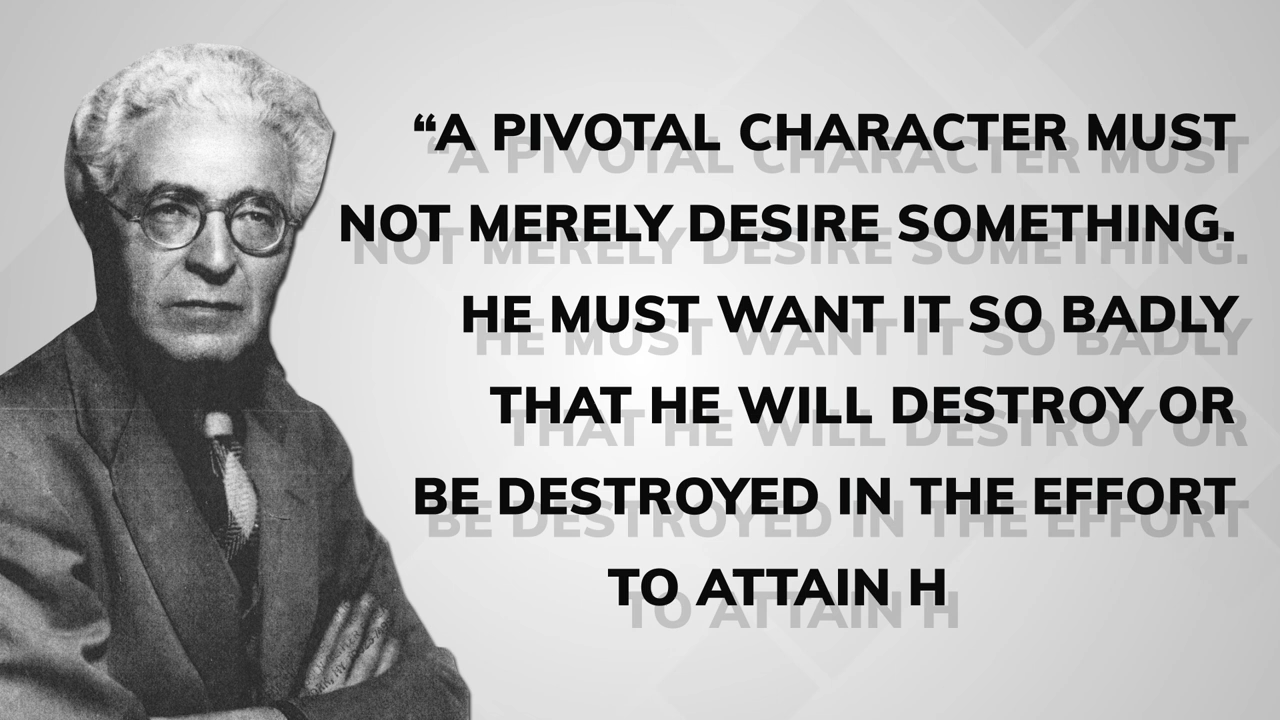 “A PIVOTAL CHARACTER MUST
NOT MERELY DESIRE SOMETHING.
HE MUST WANT IT SO BADLY
THAT HE WILL DESTROY OR
BE DESTROYED IN THE EFFORT
TO ATTAIN H